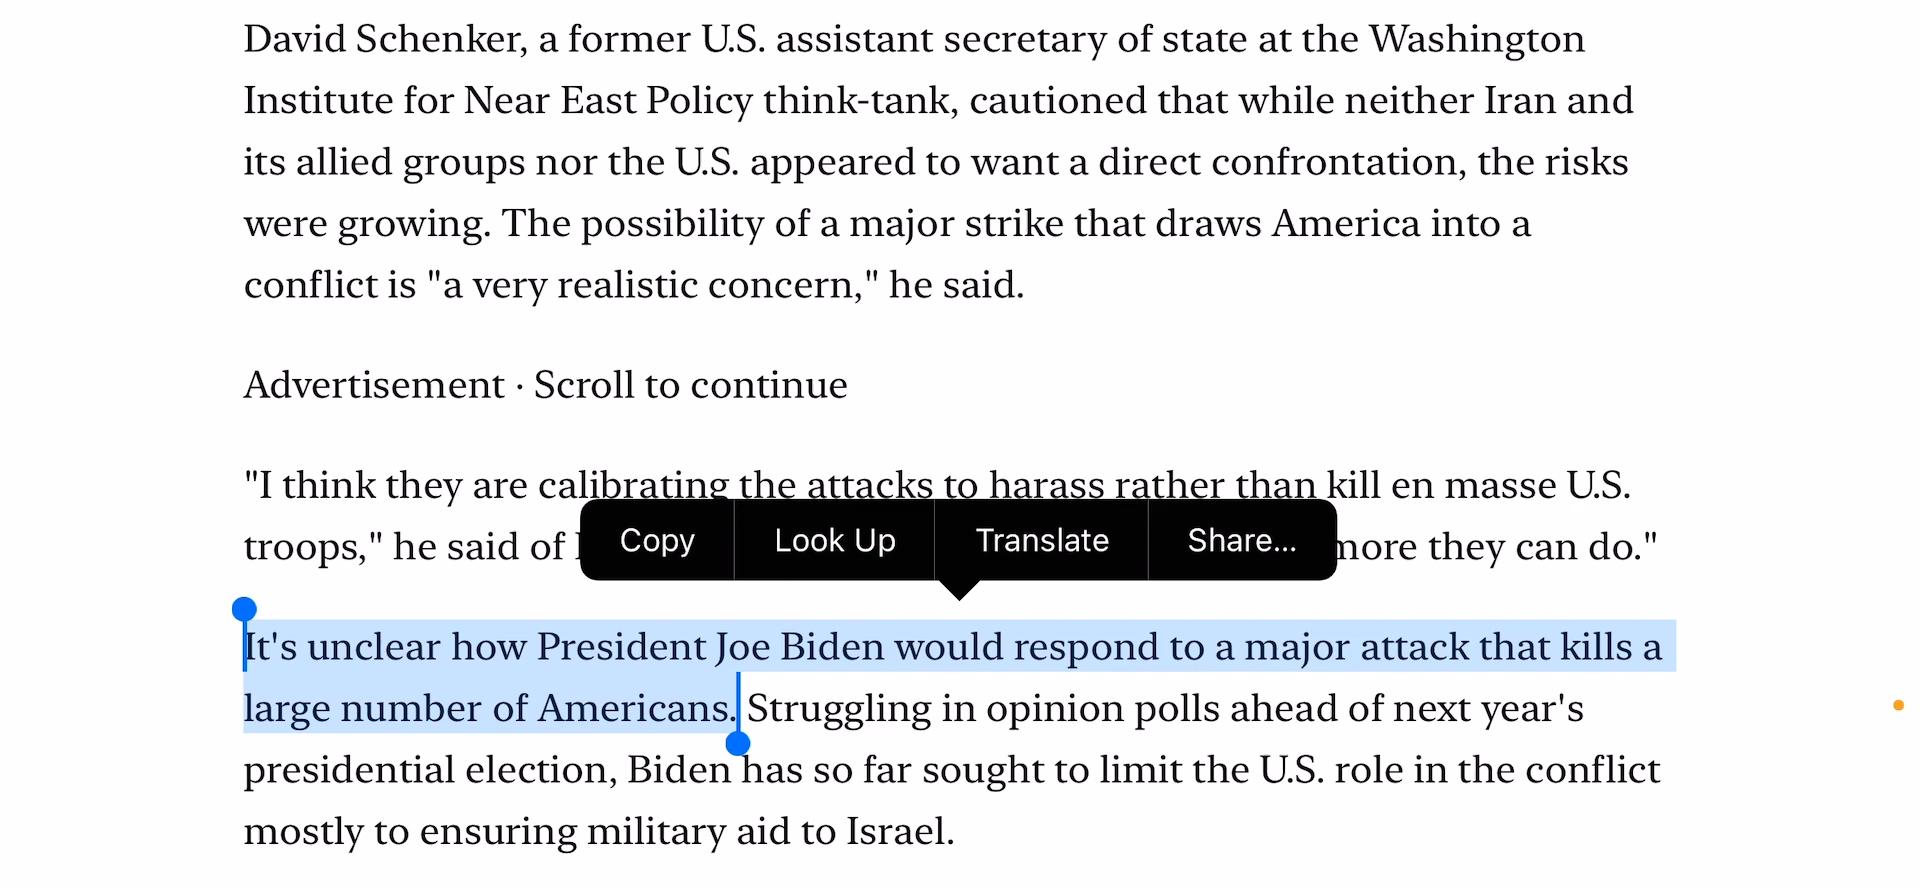 David Schenker, a former U.S. assistant secretary of state at the Washington
Institute for Near East Policy think-tank, cautioned that while neither Iran and
its allied groups nor the U.S. appeared to want a direct confrontation, the risks
were growing. The possibility of a major strike that draws America into a
conflict is "a very realistic concern," he said.
Advertisement · Scroll to continue
"I think they are calibrating the attacks to harass rather than kill en masse U.S.
troops," he said of more they can do."
Copy Look Up Translate Share...
It's unclear how President Joe Biden would respond to a major attack that kills a
large number of Americans. Struggling in opinion polls ahead of next year's
presidential election, Biden has so far sought to limit the U.S. role in the conflict
mostly to ensuring military aid to Israel.